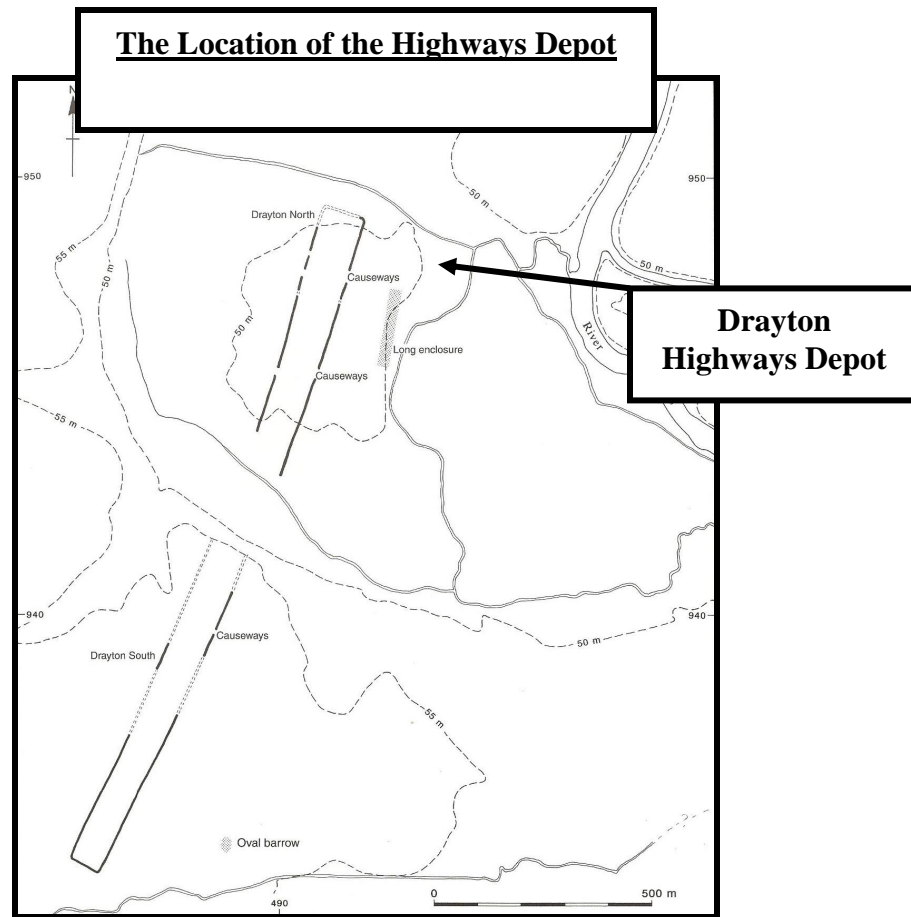 The Location of the Highways Depot
N
950
950
50 m
Drayton North
55 m
50 m
50 m
Causeways
50 m
River
Drayton
Highways Depot
Long enclosure
Causeways
55 m
940
940
Causeways
50 m
Drayton South
55 m
Oval barrow
0
500 m
490